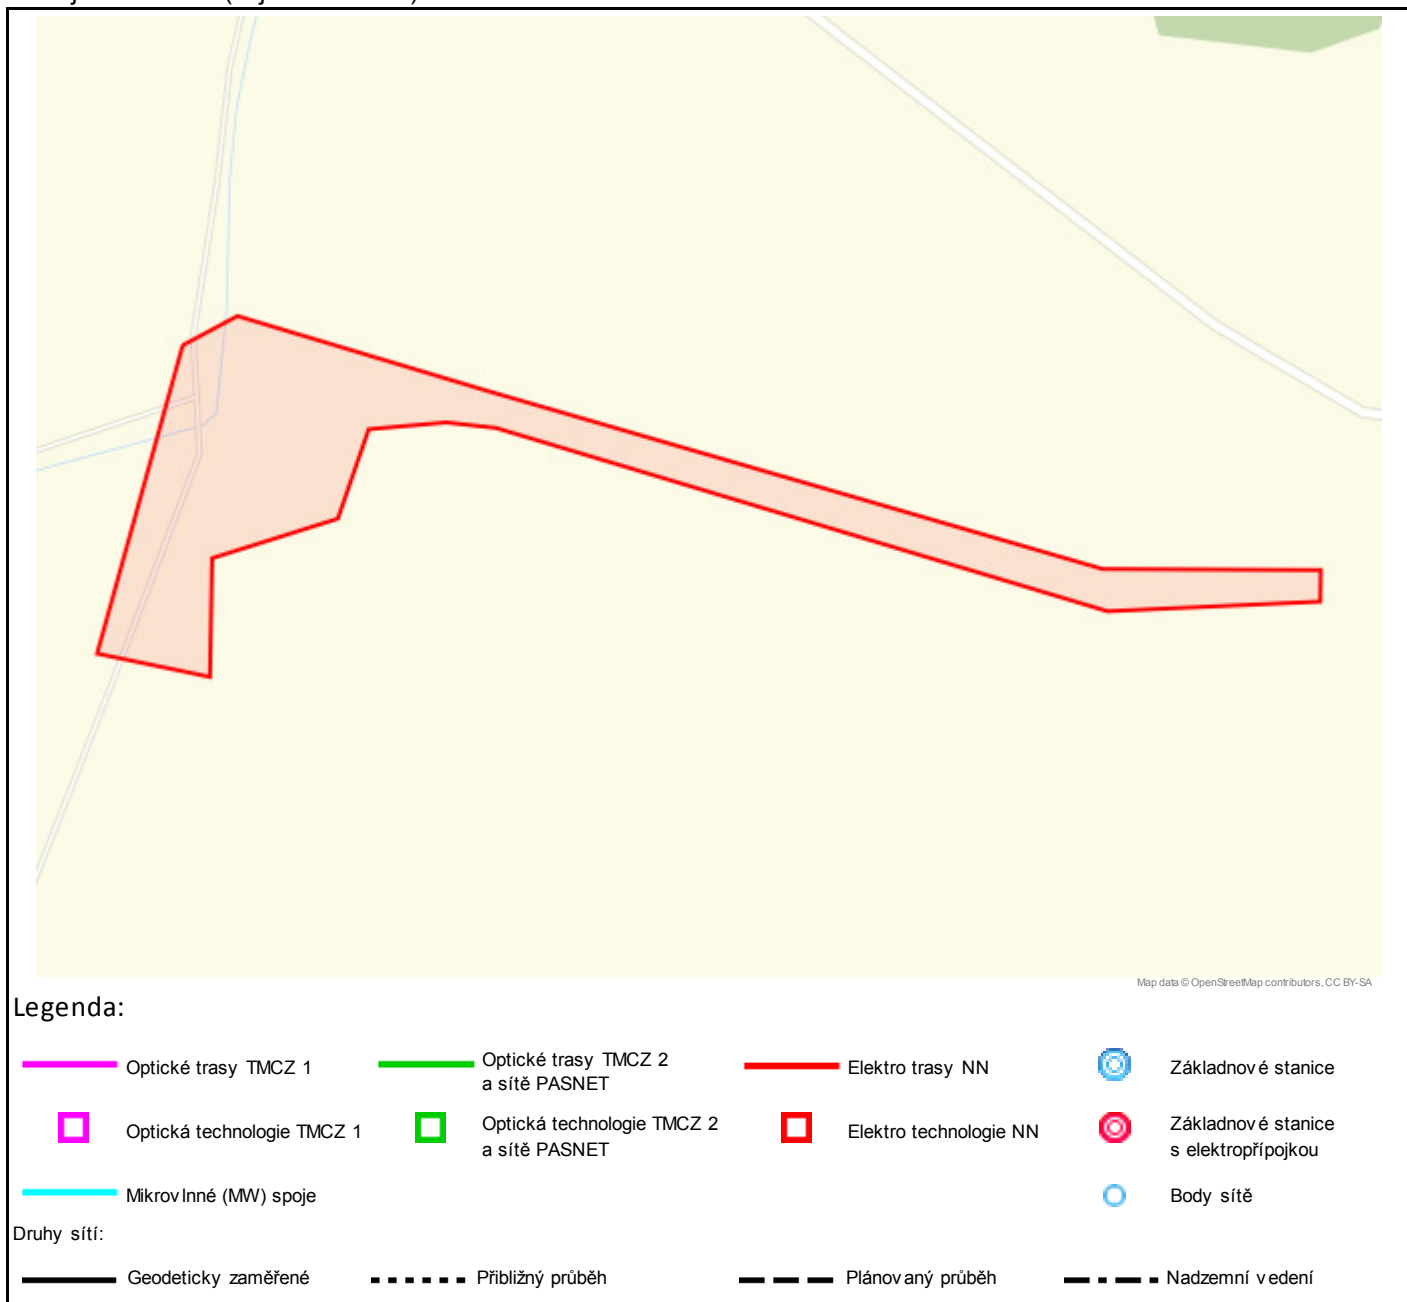 Map data © OpenStreetMap contributors, CC BY-SA
Legenda:
Optické trasy TMCZ 1
Optické trasy TMCZ 2
a sítě PASNET
Elektro trasy NN
Základnové stanice
Optická technologie TMCZ 1
Optická technologie TMCZ 2
a sítě PASNET
Elektro technologie NN
Základnové stanice
s elektropřípojkou
Mikrovlnné (MW) spoje
Body sítě
Druhy sítí:
Geodeticky zaměřené
Přibližný průběh
Plánovaný průběh
Nadzemní vedení